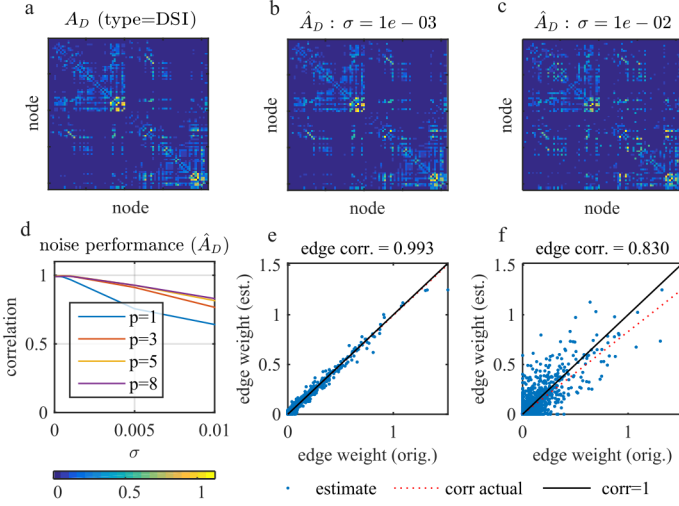 a
A_D (type=DSI)
node
node
b
Â_D : σ = 1e − 03
node
node
c
Â_D : σ = 1e − 02
node
node
d
noise performance (Â_D)
correlation
1
0.5
0
p=1
p=3
p=5
p=8
0
0.005
0.01
σ
0
0.5
1
e
edge corr. = 0.993
edge weight (est.)
1.5
1
0.5
0
0
1
edge weight (orig.)
f
edge corr. = 0.830
edge weight (est.)
1.5
1
0.5
0
0
1
edge weight (orig.)
estimate
corr actual
corr=1